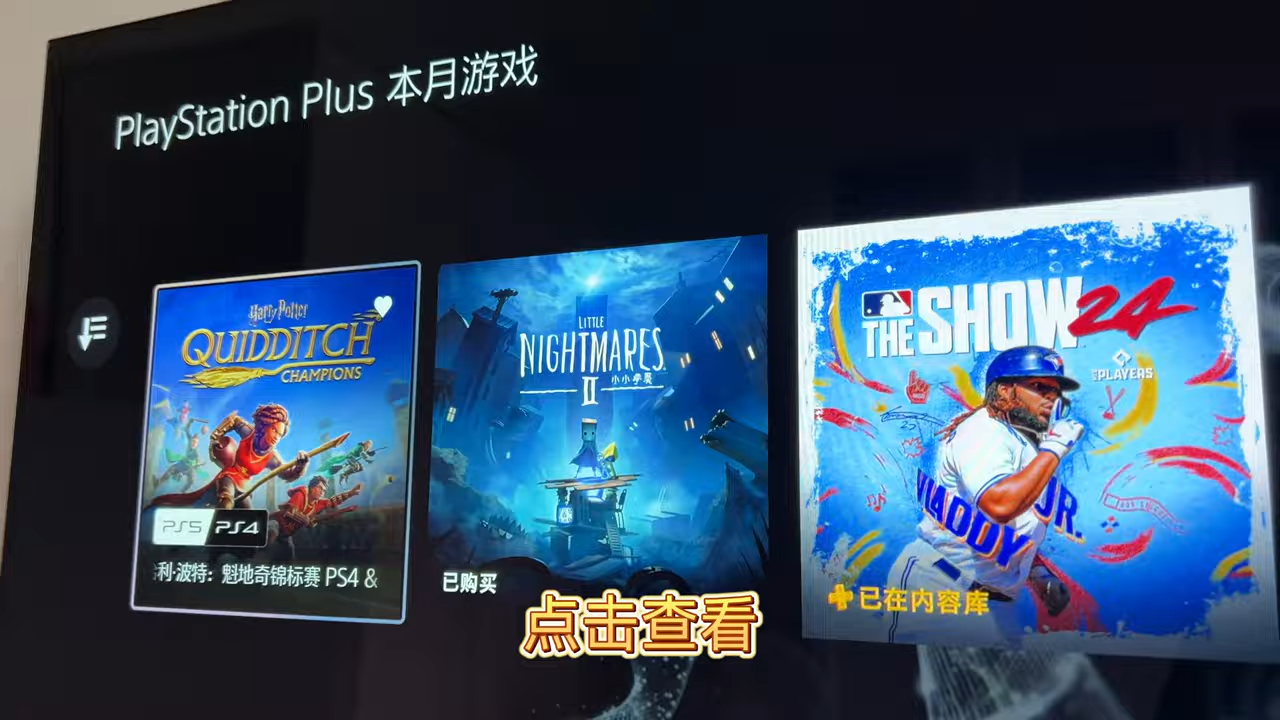 PlayStation Plus 本月游戏
Harry Potter
QUIDDITCH
CHAMPIONS
PS5 PS4
利·波特：魁地奇锦标赛 PS4 &
LITTLE
NIGHTMARES
小小梦魇
II
已购买
THE SHOW 24
PLAYERS
VLADDY JR.
已在内容库
点击查看